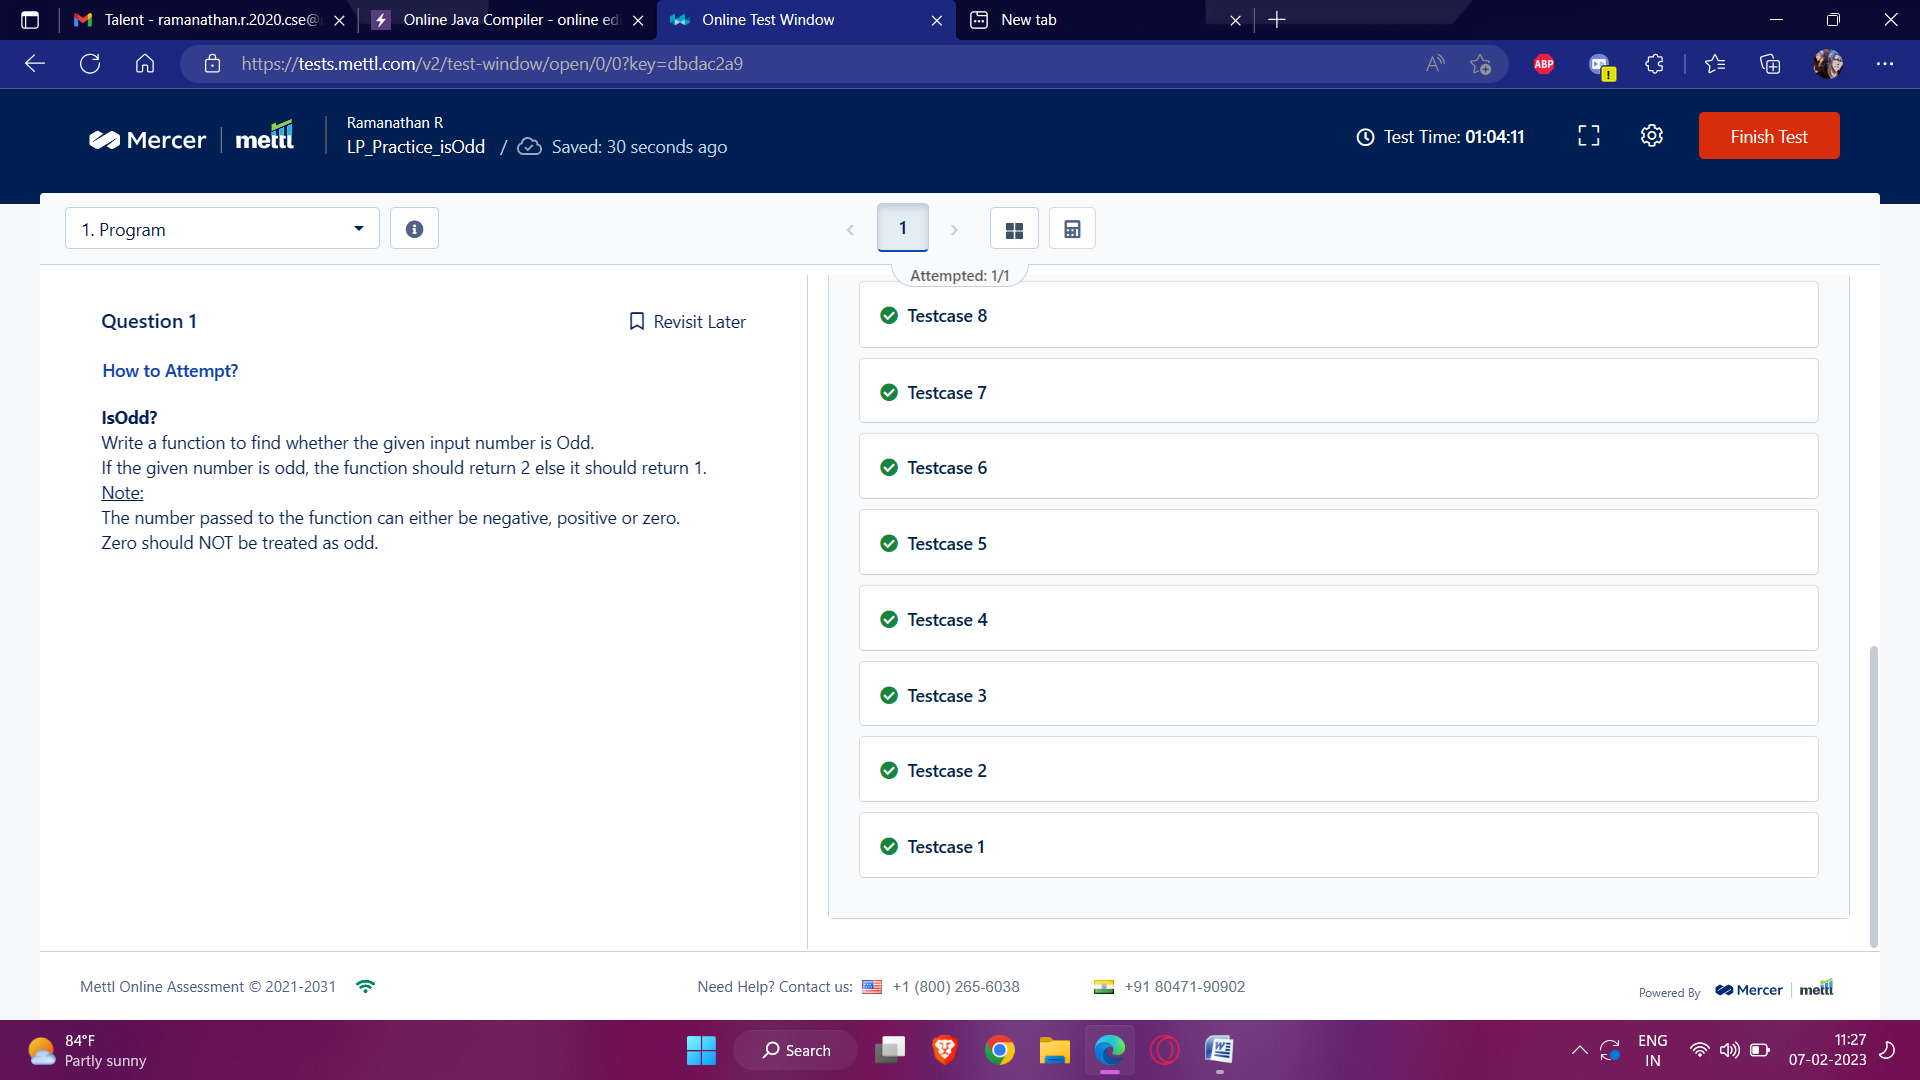 Talent - ramanathan.r.2020.cse@
Online Java Compiler - online ed
Online Test Window
New tab
https://tests.mettl.com/v2/test-window/open/0/0?key=dbdac2a9
ABP
Mercer
mettl
Ramanathan R
LP_Practice_isOdd / Saved: 30 seconds ago
Test Time: 01:04:11
Finish Test
1. Program
1
Attempted: 1/1
Question 1
Revisit Later
How to Attempt?
IsOdd?
Write a function to find whether the given input number is Odd.
If the given number is odd, the function should return 2 else it should return 1.
Note:
The number passed to the function can either be negative, positive or zero.
Zero should NOT be treated as odd.
Testcase 8
Testcase 7
Testcase 6
Testcase 5
Testcase 4
Testcase 3
Testcase 2
Testcase 1
Mettl Online Assessment © 2021-2031
Need Help? Contact us: +1 (800) 265-6038
+91 80471-90902
Powered By Mercer mettl
84°F
Partly sunny
Search
ENG
IN
11:27
07-02-2023